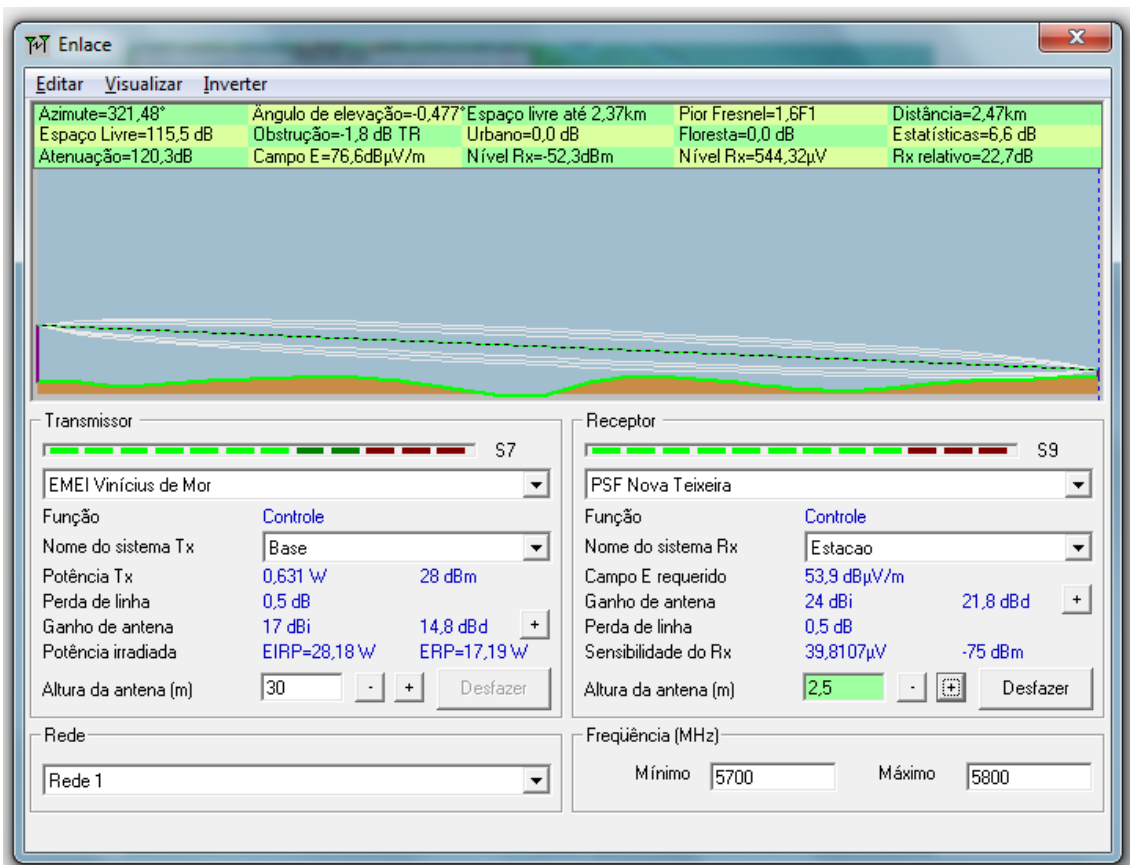 Enlace
Editar Visualizar Inverter
Azimute=321,48° Ângulo de elevação=-0,477° Espaço livre até 2,37km Pior Fresnel=1,6F1 Distância=2,47km
Espaço Livre=115,5 dB Obstrução=-1,8 dB TR Urbano=0,0 dB Floresta=0,0 dB Estatísticas=6,6 dB
Atenuação=120,3dB Campo E=76,6dBµV/m Nível Rx=-52,3dBm Nível Rx=544,32µV Rx relativo=22,7dB
Transmissor
S7
EMEI Vinícius de Mor
Função Controle
Nome do sistema Tx Base
Potência Tx 0,631 W 28 dBm
Perda de linha 0,5 dB
Ganho de antena 17 dBi 14,8 dBd +
Potência irradiada EIRP=28,18 W ERP=17,19 W
Altura da antena (m) 30 - + Desfazer
Receptor
S9
PSF Nova Teixeira
Função Controle
Nome do sistema Rx Estacao
Campo E requerido 53,9 dBµV/m
Ganho de antena 24 dBi 21,8 dBd +
Perda de linha 0,5 dB
Sensibilidade do Rx 39,8107µV -75 dBm
Altura da antena (m) 2,5 - + Desfazer
Rede
Rede 1
Freqüência (MHz)
Mínimo 5700 Máximo 5800